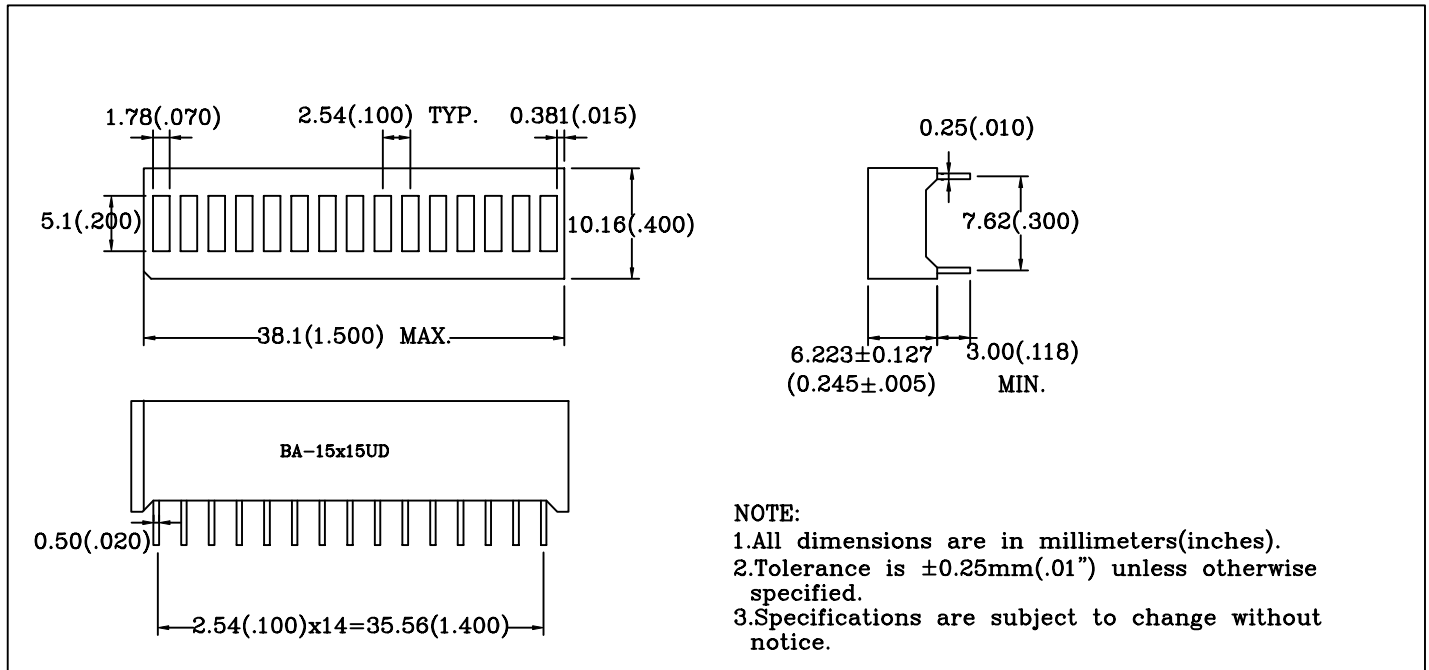 1.78(.070)
2.54(.100) TYP.
0.381(.015)
5.1(.200)
10.16(.400)
38.1(1.500) MAX.
0.25(.010)
7.62(.300)
6.223±0.127
(0.245±.005)
3.00(.118)
MIN.
BA-15x15UD
0.50(.020)
2.54(.100)x14=35.56(1.400)
NOTE:
1.All dimensions are in millimeters(inches).
2.Tolerance is ±0.25mm(.01") unless otherwise
specified.
3.Specifications are subject to change without
notice.